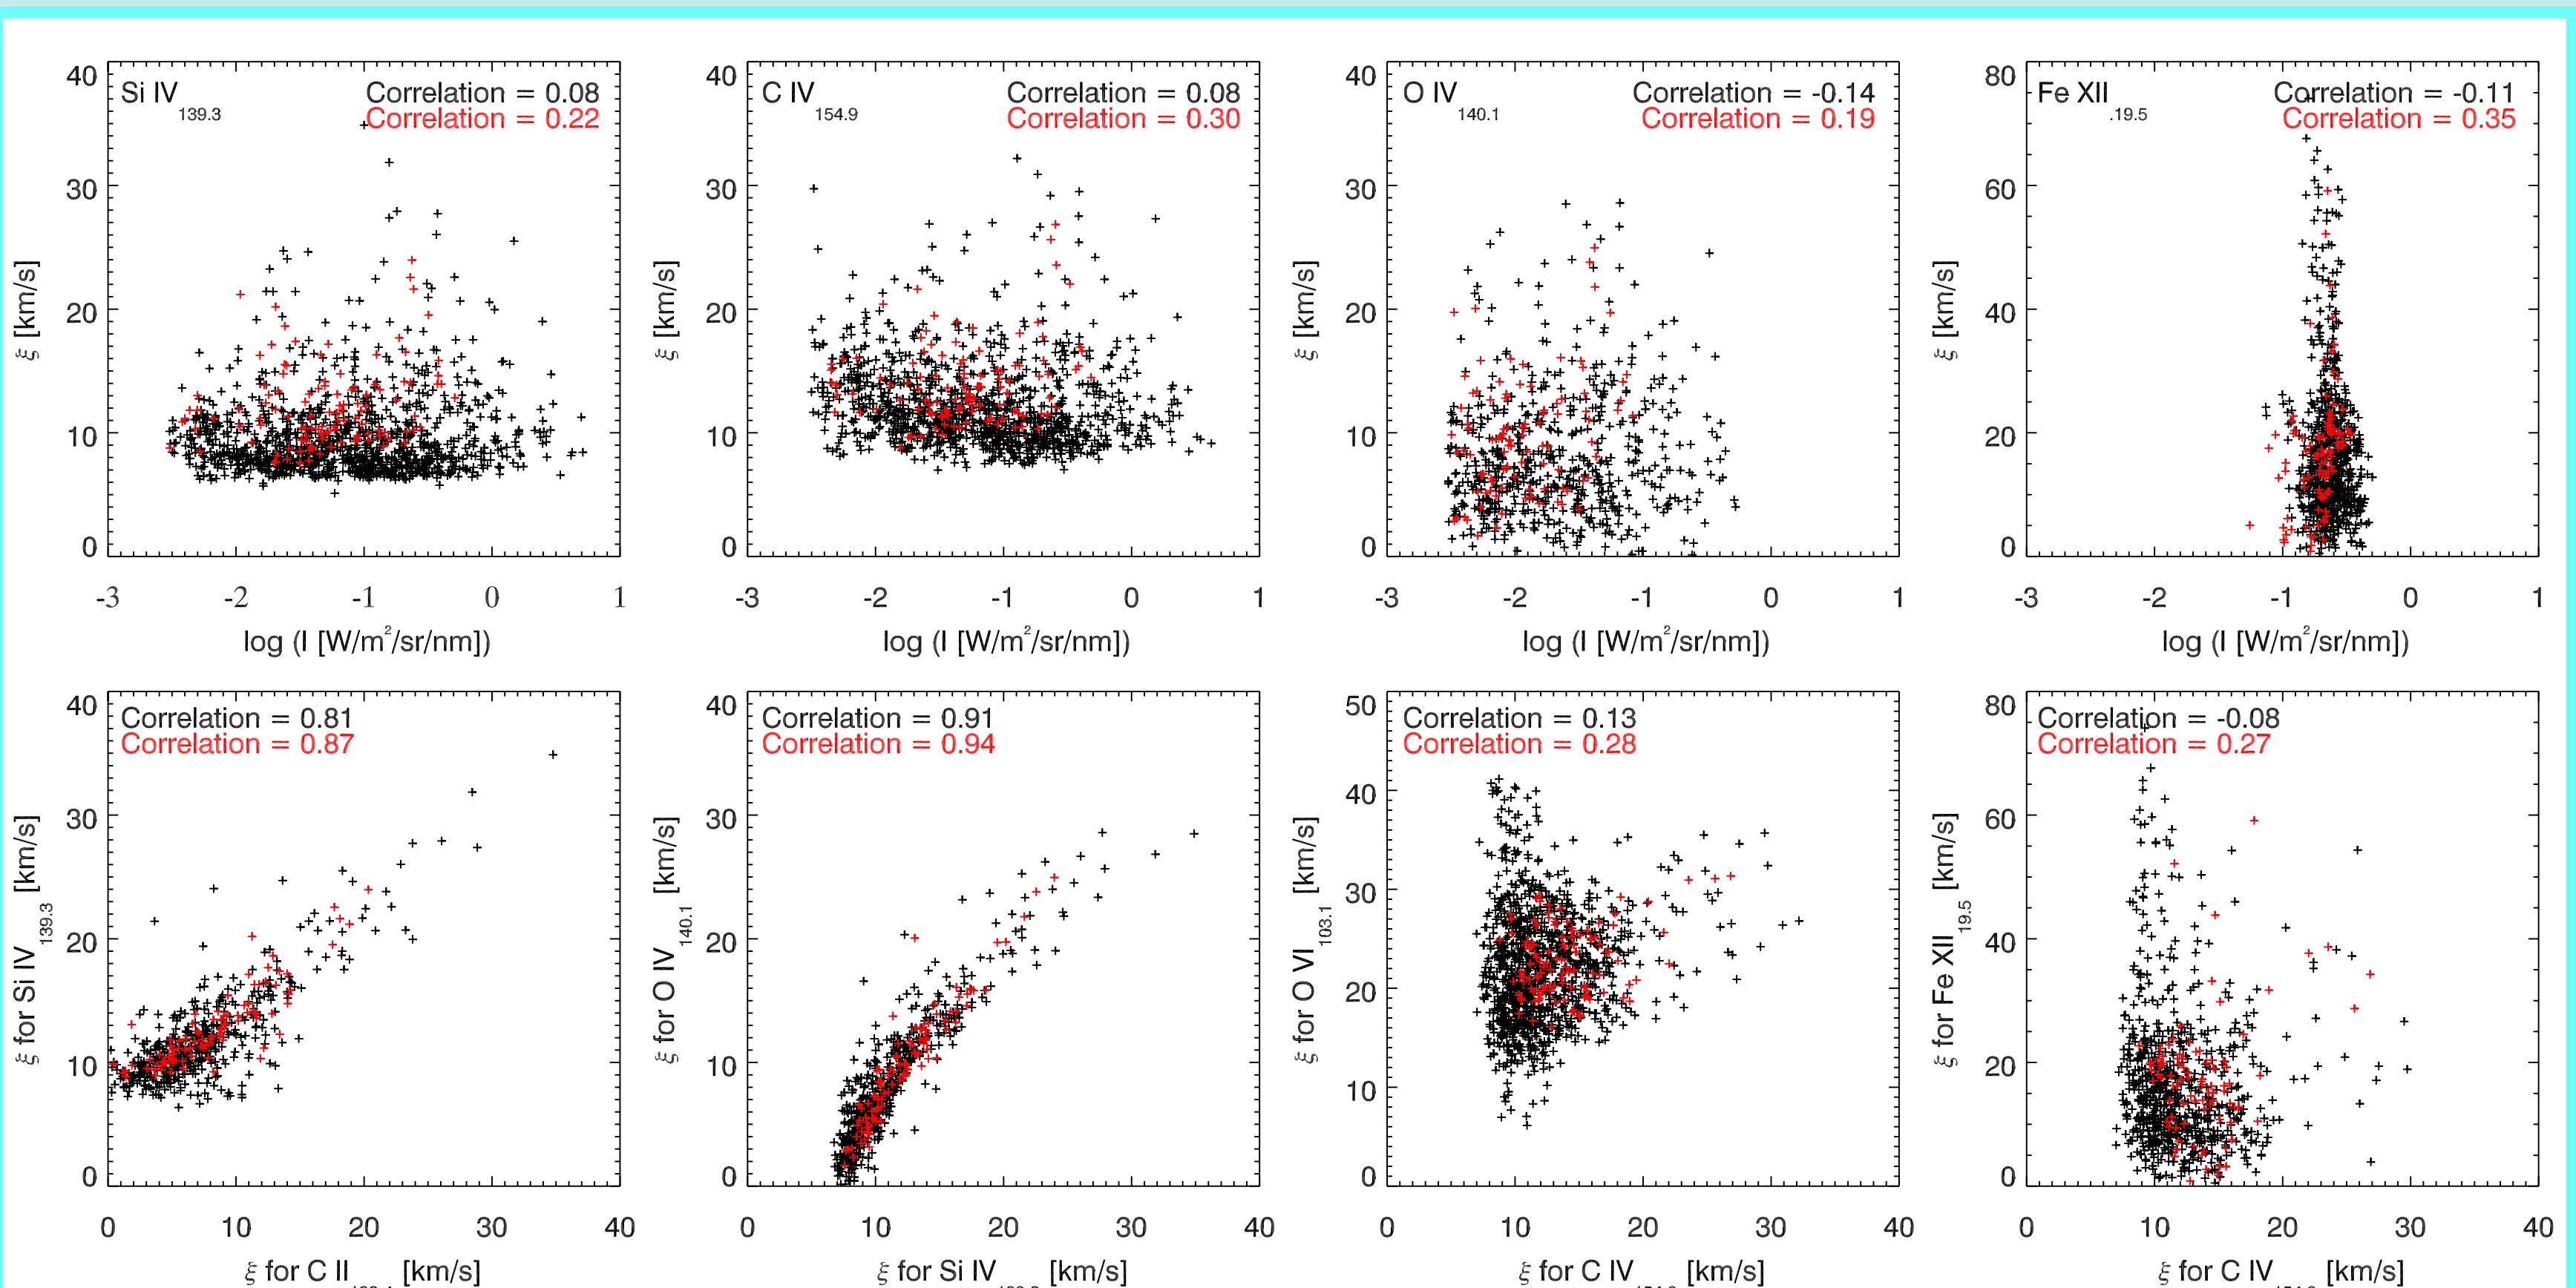 Si IV 139.3
Correlation = 0.08
Correlation = 0.22
40
30
20
10
0
ξ [km/s]
-3 -2 -1 0 1
log (I [W/m²/sr/nm])
C IV 154.9
Correlation = 0.08
Correlation = 0.30
40
30
20
10
0
ξ [km/s]
-3 -2 -1 0 1
log (I [W/m²/sr/nm])
O IV 140.1
Correlation = -0.14
Correlation = 0.19
40
30
20
10
0
ξ [km/s]
-3 -2 -1 0 1
log (I [W/m²/sr/nm])
Fe XII .19.5
Correlation = -0.11
Correlation = 0.35
80
60
40
20
0
ξ [km/s]
-3 -2 -1 0 1
log (I [W/m²/sr/nm])
Correlation = 0.81
Correlation = 0.87
40
30
20
10
0
ξ for Si IV 139.3 [km/s]
0 10 20 30 40
ξ for C II [km/s]
Correlation = 0.91
Correlation = 0.94
40
30
20
10
0
ξ for O IV 140.1 [km/s]
0 10 20 30 40
ξ for Si IV [km/s]
Correlation = 0.13
Correlation = 0.28
50
40
30
20
10
0
ξ for O VI 103.1 [km/s]
0 10 20 30 40
ξ for C IV [km/s]
Correlation = -0.08
Correlation = 0.27
80
60
40
20
0
ξ for Fe XII 19.5 [km/s]
0 10 20 30 40
ξ for C IV [km/s]